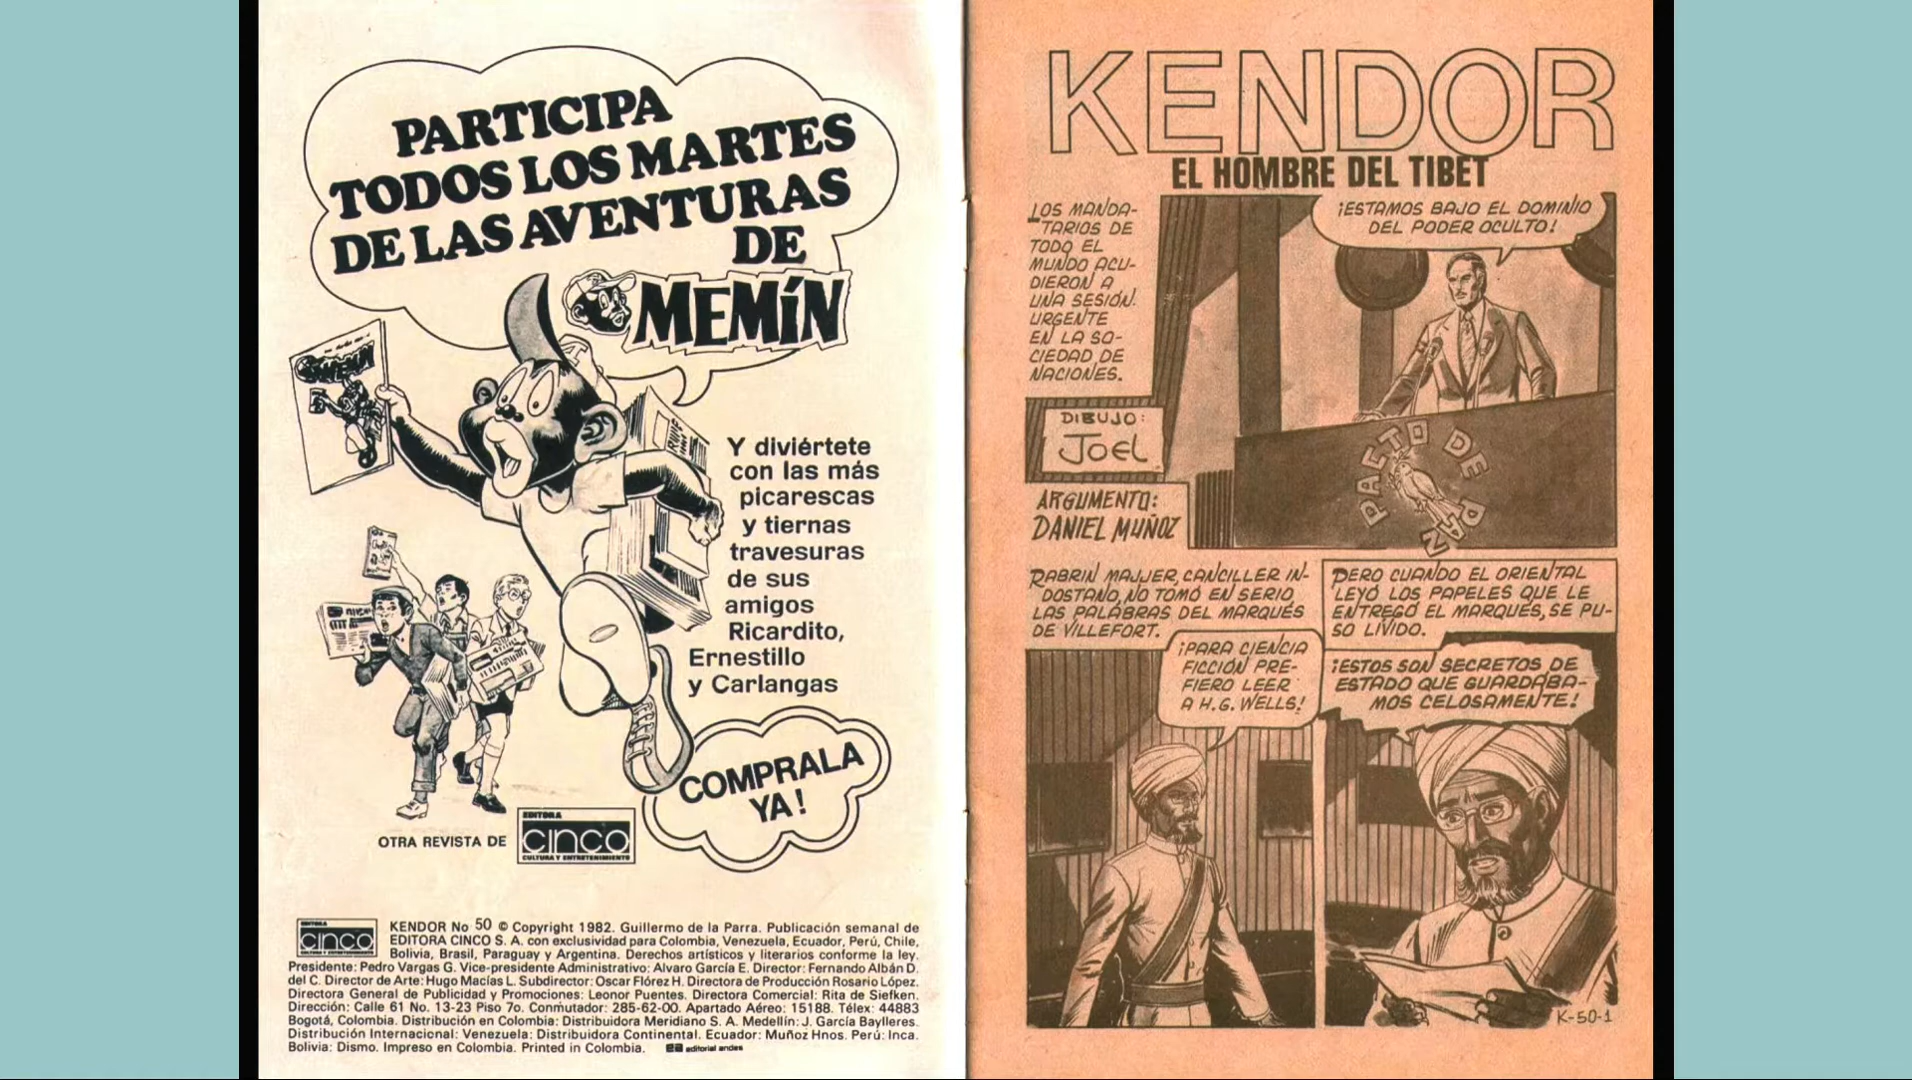 PARTICIPA
TODOS LOS MARTES
DE LAS AVENTURAS
DE
MEMÍN
Y diviértete
con las más
picarescas
y tiernas
travesuras
de sus
amigos
Ricardito,
Ernestillo
y Carlangas
COMPRALA
YA!
OTRA REVISTA DE
EDITORA
CINCO
CULTURA Y ENTRETENIMIENTO
EDITORA
CINCO
KENDOR No 50 © Copyright 1982. Guillermo de la Parra. Publicación semanal de
EDITORA CINCO S. A. con exclusividad para Colombia, Venezuela, Ecuador, Perú, Chile,
Bolivia, Brasil, Paraguay y Argentina. Derechos artísticos y literarios conforme la ley.
Presidente: Pedro Vargas G. Vice-presidente Administrativo: Alvaro García E. Director: Fernando Albán D.
del C. Director de Arte: Hugo Macías L. Subdirector: Oscar Flórez H. Directora de Producción Rosario López.
Directora General de Publicidad y Promociones: Leonor Puentes. Directora Comercial: Rita de Siefken.
Dirección: Calle 61 No. 13-23 Piso 7o. Conmutador: 285-62-00. Apartado Aéreo: 15188. Télex: 44883
Bogotá, Colombia. Distribución en Colombia: Distribuidora Meridiano S. A. Medellín: J. García Baylleres.
Distribución Internacional: Venezuela: Distribuidora Continental. Ecuador: Muñoz Hnos. Perú: Inca.
Bolivia: Dismo. Impreso en Colombia. Printed in Colombia. ea editorial andes
KENDOR
EL HOMBRE DEL TIBET
LOS MANDA-
TARIOS DE
TODO EL
MUNDO ACU-
DIERON A
UNA SESIÓN
URGENTE
EN LA SO-
CIEDAD DE
NACIONES.
¡ESTAMOS BAJO EL DOMINIO
DEL PODER OCULTO!
DIBUJO:
JOEL
ARGUMENTO:
DANIEL MUÑOZ
PACTO DE PAZ
RABRIN MAJJER, CANCILLER IN-
DOSTANO, NO TOMÓ EN SERIO
LAS PALABRAS DEL MARQUÉS
DE VILLEFORT.
¡PARA CIENCIA
FICCIÓN PRE-
FIERO LEER
A H.G. WELLS!
PERO CUANDO EL ORIENTAL
LEYÓ LOS PAPELES QUE LE
ENTREGÓ EL MARQUÉS, SE PU-
SO LÍVIDO.
¡ESTOS SON SECRETOS DE
ESTADO QUE GUARDÁBA-
MOS CELOSAMENTE!
K-50-1